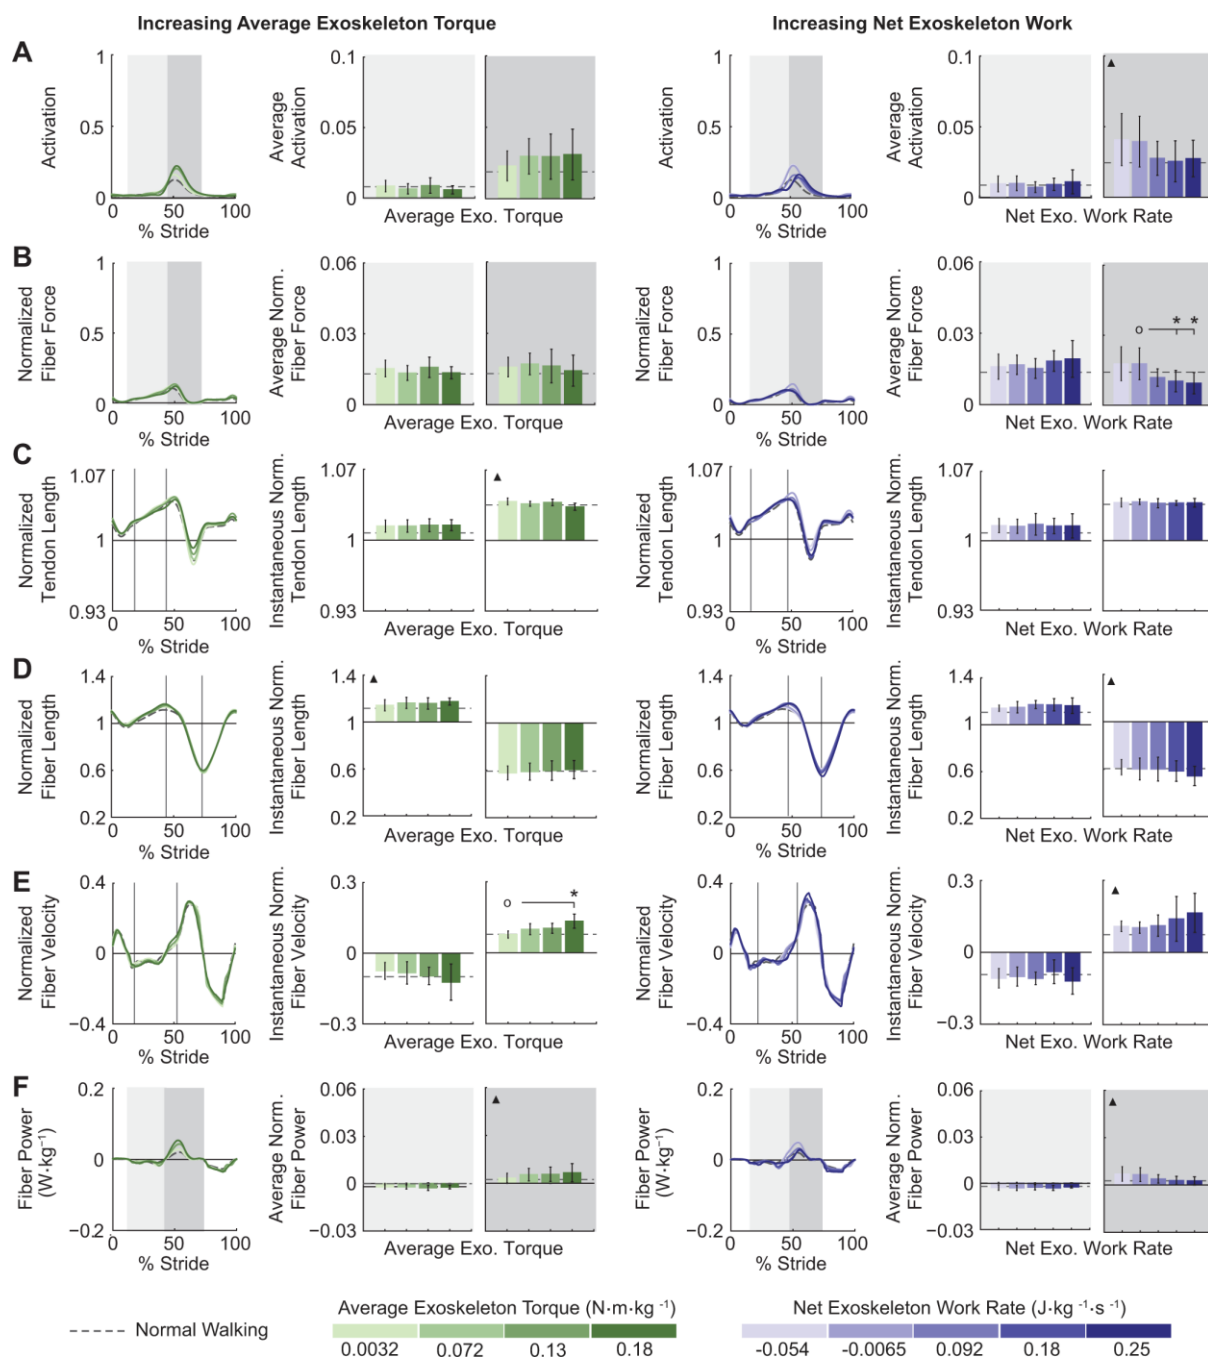 Increasing Average Exoskeleton Torque
Increasing Net Exoskeleton Work
A
Activation
1
0.5
0
0 50 100
% Stride
Average
Activation
0.1
0.05
0
Average Exo. Torque
Activation
1
0.5
0
0 50 100
% Stride
Average
Activation
0.1
0.05
0
▲
Net Exo. Work Rate
B
Normalized
Fiber Force
1
0.5
0
0 50 100
% Stride
Average Norm.
Fiber Force
0.06
0.03
0
Average Exo. Torque
Normalized
Fiber Force
1
0.5
0
0 50 100
% Stride
Average Norm.
Fiber Force
0.06
0.03
0
o * *
Net Exo. Work Rate
C
Normalized
Tendon Length
1.07
1
0.93
0 50 100
% Stride
Instantaneous Norm.
Tendon Length
1.07
1
0.93
▲
Average Exo. Torque
Normalized
Tendon Length
1.07
1
0.93
0 50 100
% Stride
Instantaneous Norm.
Tendon Length
1.07
1
0.93
Net Exo. Work Rate
D
Normalized
Fiber Length
1.4
1
0.6
0.2
0 50 100
% Stride
Instantaneous Norm.
Fiber Length
1.4
1
0.6
0.2
▲
Average Exo. Torque
Normalized
Fiber Length
1.4
1
0.6
0.2
0 50 100
% Stride
Instantaneous Norm.
Fiber Length
1.4
1
0.6
0.2
▲
Net Exo. Work Rate
E
Normalized
Fiber Velocity
0.4
0
−0.4
0 50 100
% Stride
Instantaneous Norm.
Fiber Velocity
0.3
0
−0.3
o *
Average Exo. Torque
Normalized
Fiber Velocity
0.4
0
−0.4
0 50 100
% Stride
Instantaneous Norm.
Fiber Velocity
0.3
0
−0.3
▲
Net Exo. Work Rate
F
Fiber Power
(W·kg⁻¹)
0.2
0
−0.2
0 50 100
% Stride
Average Norm.
Fiber Power
0.06
0.03
0
−0.03
▲
Average Exo. Torque
Fiber Power
(W·kg⁻¹)
0.2
0
−0.2
0 50 100
% Stride
Average Norm.
Fiber Power
0.06
0.03
0
−0.03
▲
Net Exo. Work Rate
Normal Walking
Average Exoskeleton Torque (N·m·kg ⁻¹)
0.0032 0.072 0.13 0.18
Net Exoskeleton Work Rate (J·kg ⁻¹·s ⁻¹)
-0.054 -0.0065 0.092 0.18 0.25